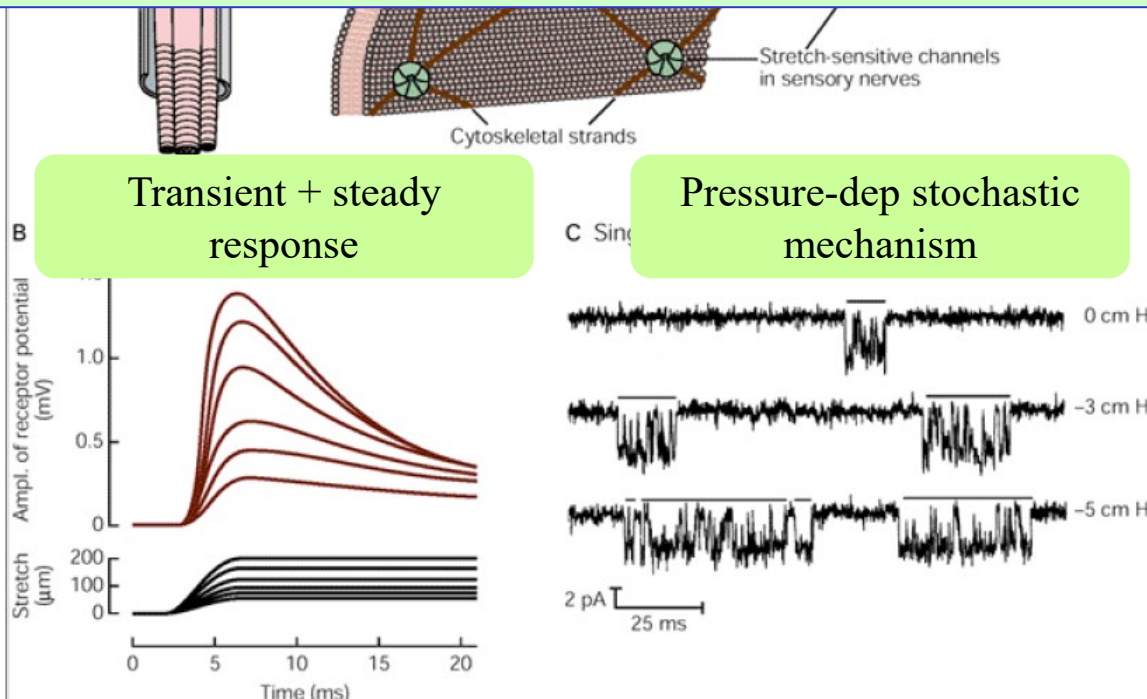 Stretch-sensitive channels
in sensory nerves
Cytoskeletal strands
Transient + steady
response
Pressure-dep stochastic
mechanism
B
Ampl. of receptor potential
(mV)
1.0
0.5
0
Stretch
(μm)
200
100
0
0 5 10 15 20
Time (ms)
C
0 cm H
-3 cm H
-5 cm H
2 pA
25 ms